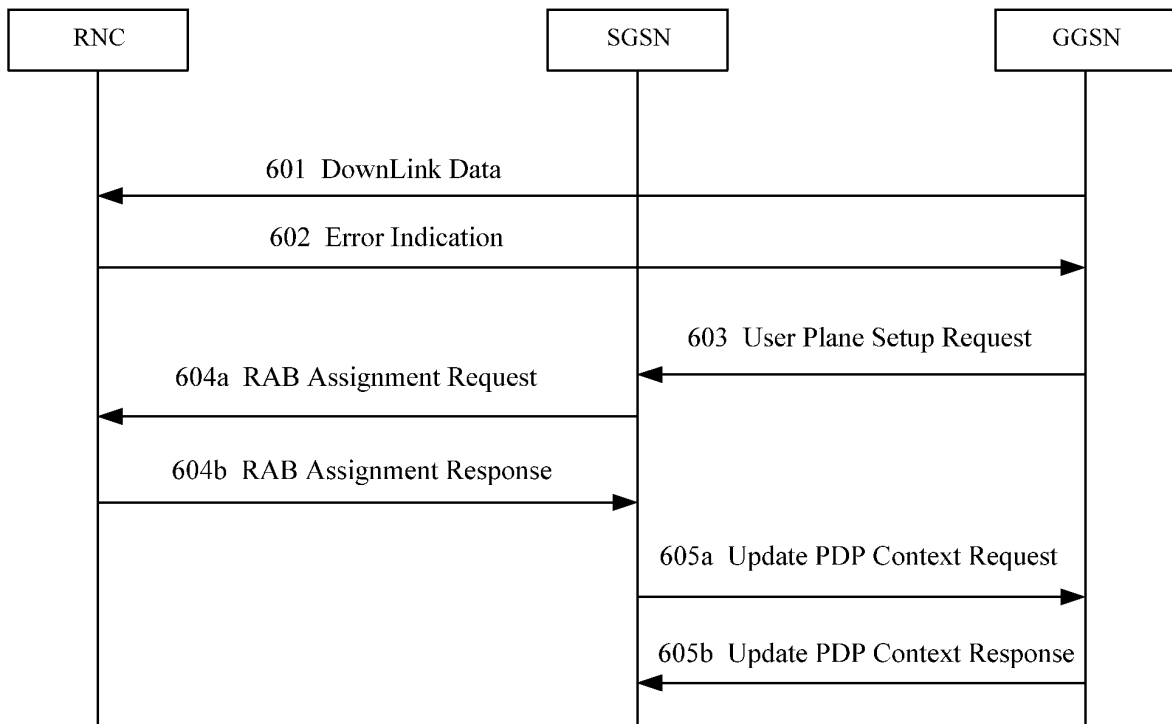 RNC
SGSN
GGSN
601 DownLink Data
602 Error Indication
603 User Plane Setup Request
604a RAB Assignment Request
604b RAB Assignment Response
605a Update PDP Context Request
605b Update PDP Context Response